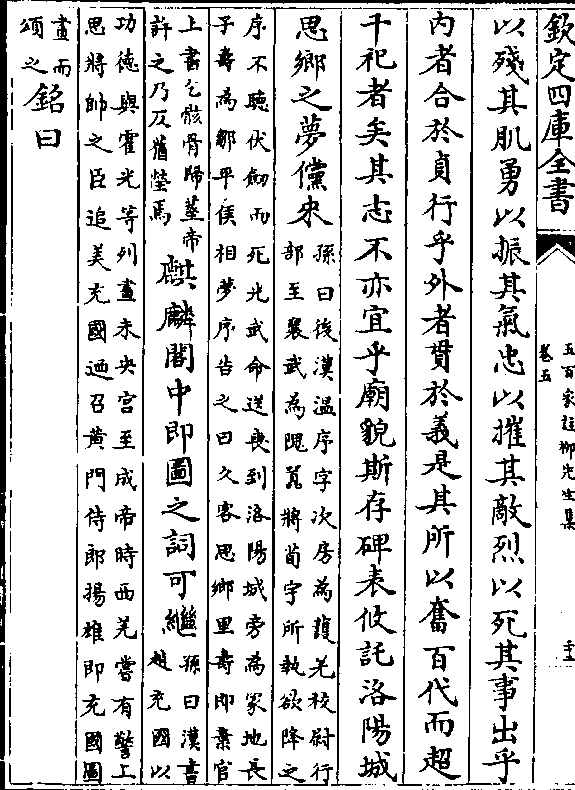 欽定四庫全書
五百家註柳先生集
卷五
以殘其肌勇以振其氣忠以摧其敵烈以死其事出乎
內者合於貞行乎外者貫於義是其所以奮百代而超
千祀者矣其志不亦宜乎廟貌斯存碑表攸託洛陽城
思鄉之夢儻來孫曰後漢溫序字次房為護羌校尉行
部至襄武為隗囂將荀宇所執欲降之
序不聽伏劍而死光武命送喪到洛陽城旁為冢地長
子壽為鄒平侯相夢序告之曰久客思鄉里壽即棄官
上書乞骸骨歸葬帝
許之乃反舊塋焉
麒麟閣中即圖之詞可繼孫曰漢書
趙充國以
功德與霍光等列畫未央宮至成帝時西羌嘗有警上
思將帥之臣追美充國廼召黃門侍郎揚雄即充國圖
畫而
頌之
銘曰